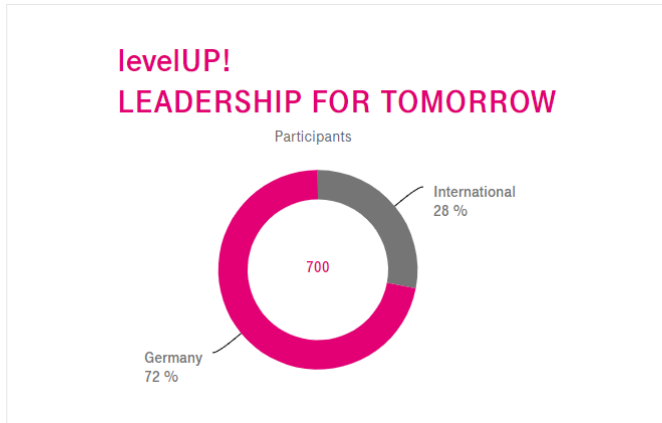 levelUP!
LEADERSHIP FOR TOMORROW
Participants
International
28 %
700
Germany
72 %